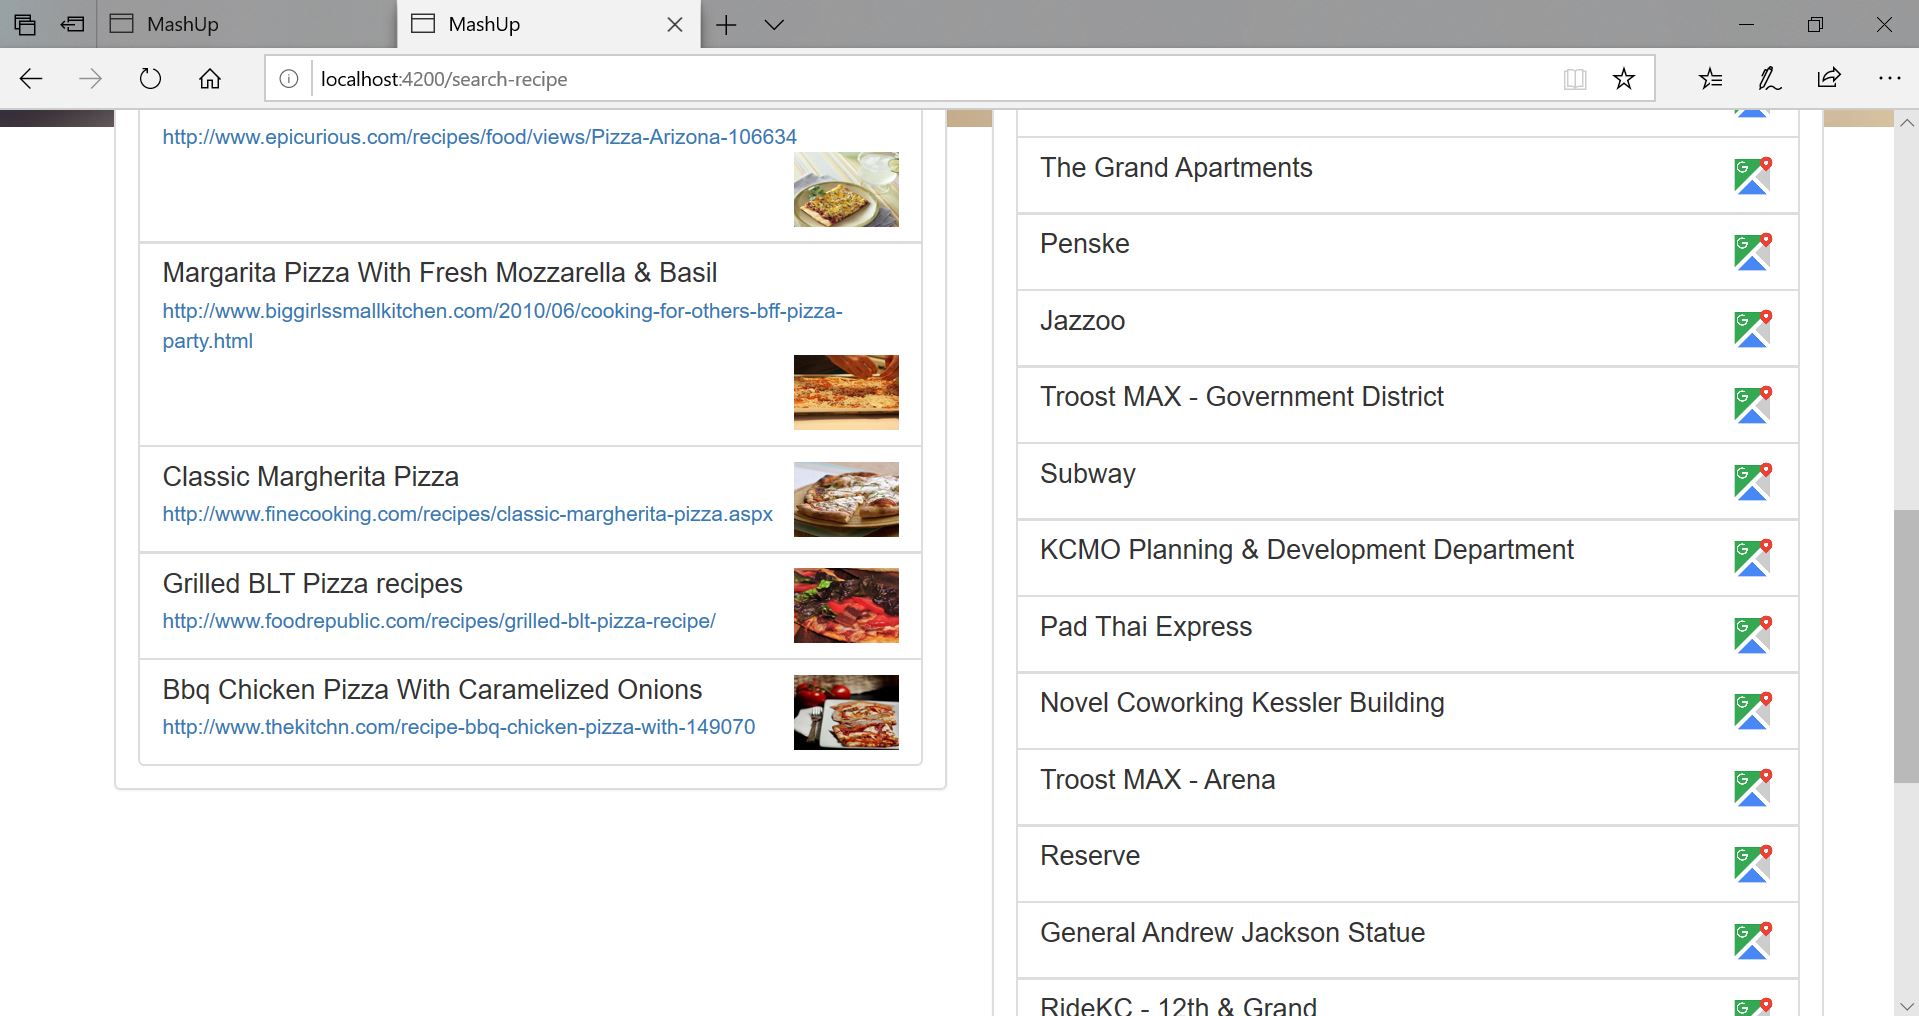 MashUp
MashUp
localhost:4200/search-recipe
http://www.epicurious.com/recipes/food/views/Pizza-Arizona-106634
Margarita Pizza With Fresh Mozzarella & Basil
http://www.biggirlssmallkitchen.com/2010/06/cooking-for-others-bff-pizza-
party.html
Classic Margherita Pizza
http://www.finecooking.com/recipes/classic-margherita-pizza.aspx
Grilled BLT Pizza recipes
http://www.foodrepublic.com/recipes/grilled-blt-pizza-recipe/
Bbq Chicken Pizza With Caramelized Onions
http://www.thekitchn.com/recipe-bbq-chicken-pizza-with-149070
The Grand Apartments
Penske
Jazzoo
Troost MAX - Government District
Subway
KCMO Planning & Development Department
Pad Thai Express
Novel Coworking Kessler Building
Troost MAX - Arena
Reserve
General Andrew Jackson Statue
RideKC - 12th & Grand